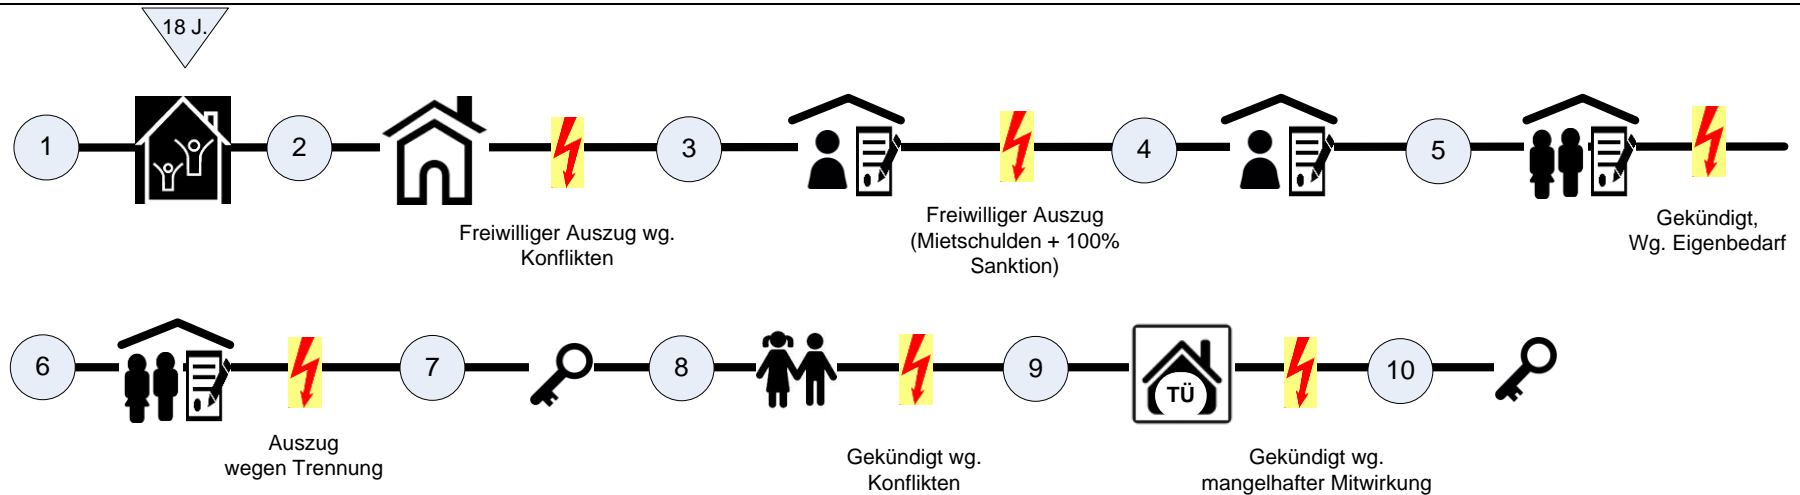 18 J.
1
2
3
4
5
Freiwilliger Auszug wg.
Konflikten
Freiwilliger Auszug
(Mietschulden + 100%
Sanktion)
Gekündigt,
Wg. Eigenbedarf
6
7
8
9
TÜ
10
Auszug
wegen Trennung
Gekündigt wg.
Konflikten
Gekündigt wg.
mangelhafter Mitwirkung